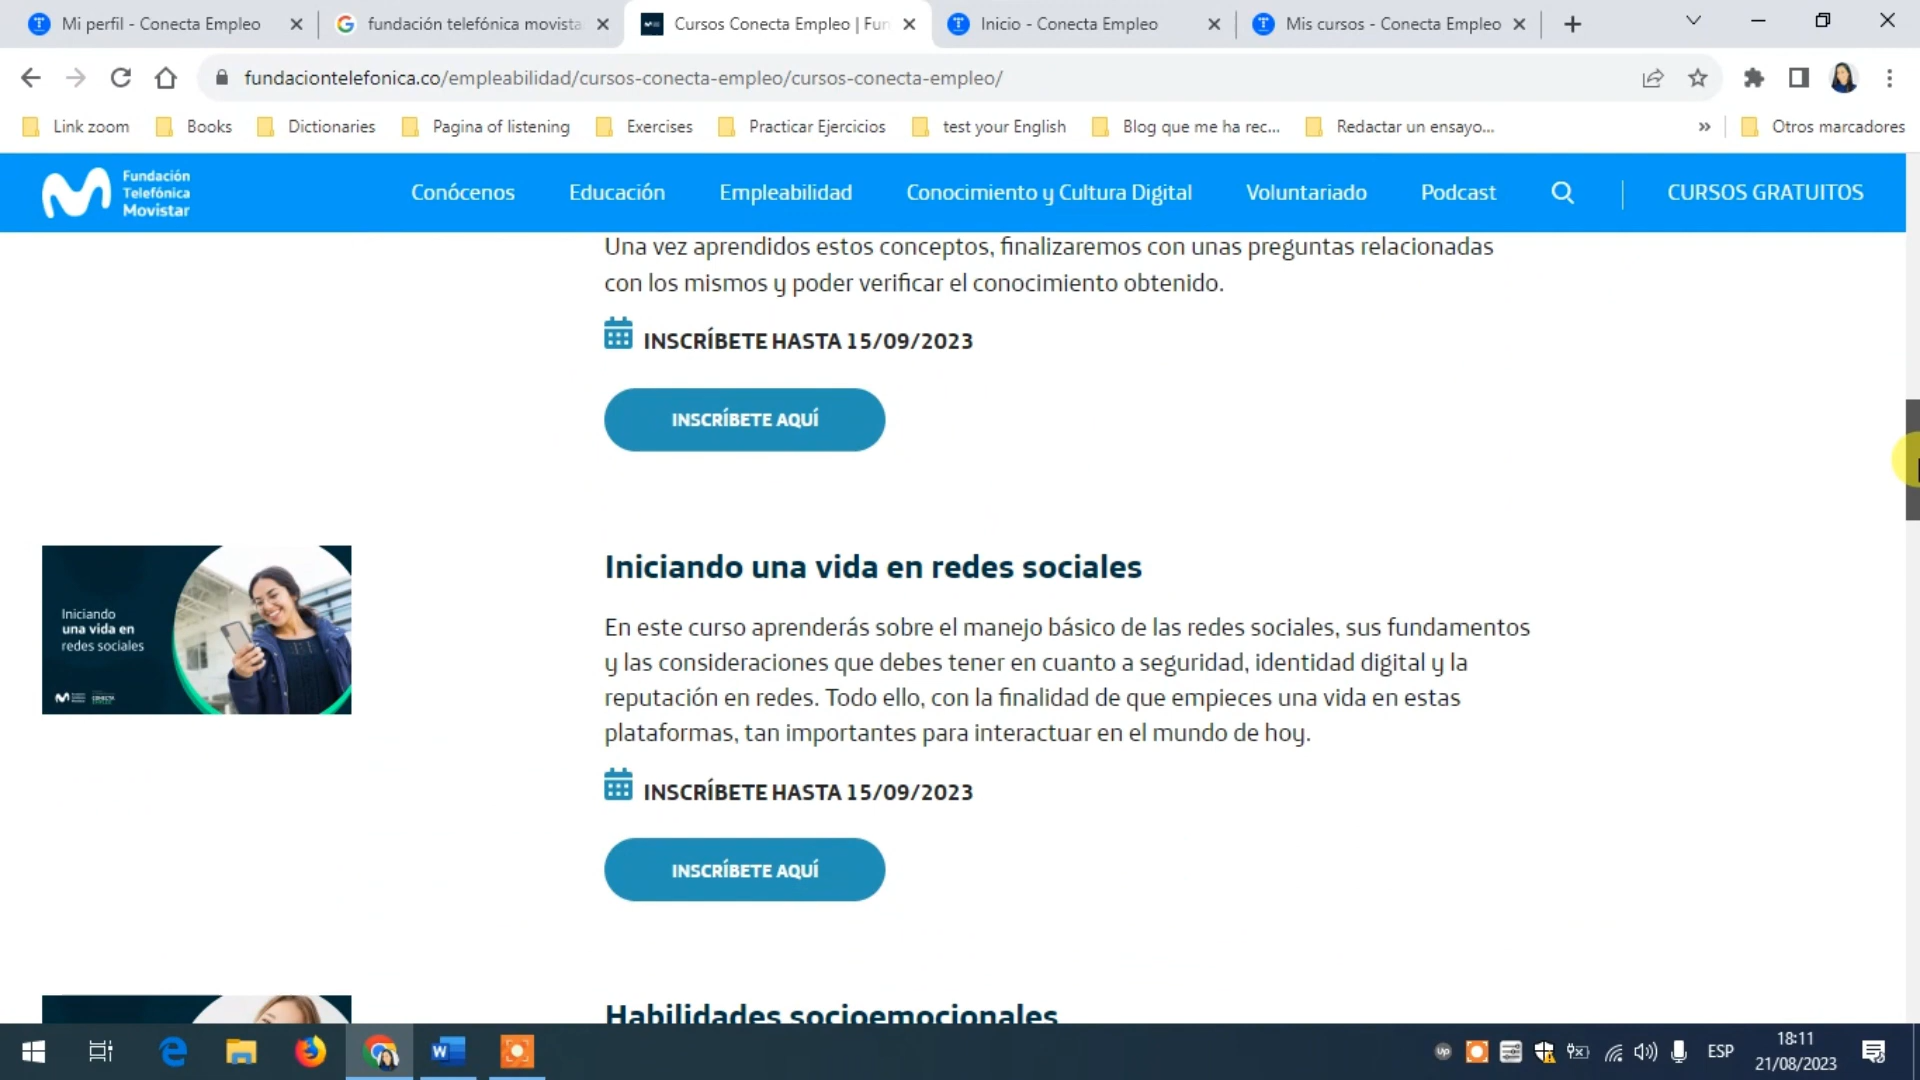 Mi perfil - Conecta Empleo
fundación telefónica movista
Cursos Conecta Empleo | Fun
Inicio - Conecta Empleo
Mis cursos - Conecta Empleo
fundaciontelefonica.co/empleabilidad/cursos-conecta-empleo/cursos-conecta-empleo/
Link zoom
Books
Dictionaries
Pagina of listening
Exercises
Practicar Ejercicios
test your English
Blog que me ha rec...
Redactar un ensayo...
»
Otros marcadores
Fundación
Telefónica
Movistar
Conócenos
Educación
Empleabilidad
Conocimiento y Cultura Digital
Voluntariado
Podcast
CURSOS GRATUITOS
Una vez aprendidos estos conceptos, finalizaremos con unas preguntas relacionadas
con los mismos y poder verificar el conocimiento obtenido.
INSCRÍBETE HASTA 15/09/2023
INSCRÍBETE AQUÍ
Iniciando
una vida en
redes sociales
Iniciando una vida en redes sociales
En este curso aprenderás sobre el manejo básico de las redes sociales, sus fundamentos
y las consideraciones que debes tener en cuanto a seguridad, identidad digital y la
reputación en redes. Todo ello, con la finalidad de que empieces una vida en estas
plataformas, tan importantes para interactuar en el mundo de hoy.
INSCRÍBETE HASTA 15/09/2023
INSCRÍBETE AQUÍ
Habilidades socioemocionales
Up
ESP
18:11
21/08/2023